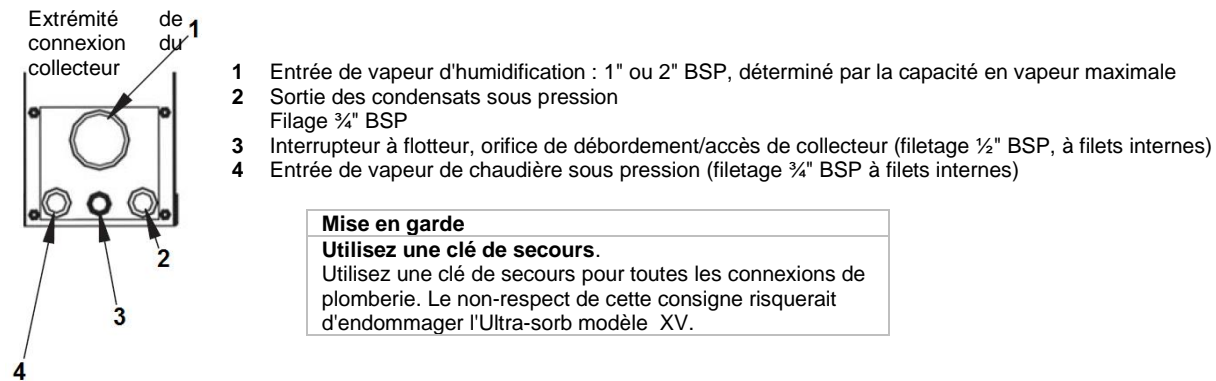 Extrémité de
connexion du
collecteur
1
1 Entrée de vapeur d'humidification : 1" ou 2" BSP, déterminé par la capacité en vapeur maximale
2 Sortie des condensats sous pression
Filage ¾" BSP
3 Interrupteur à flotteur, orifice de débordement/accès de collecteur (filetage ½" BSP, à filets internes)
4 Entrée de vapeur de chaudière sous pression (filetage ¾" BSP à filets internes)
Mise en garde
Utilisez une clé de secours.
Utilisez une clé de secours pour toutes les connexions de
plomberie. Le non-respect de cette consigne risquerait
d'endommager l'Ultra-sorb modèle XV.
2
3
4